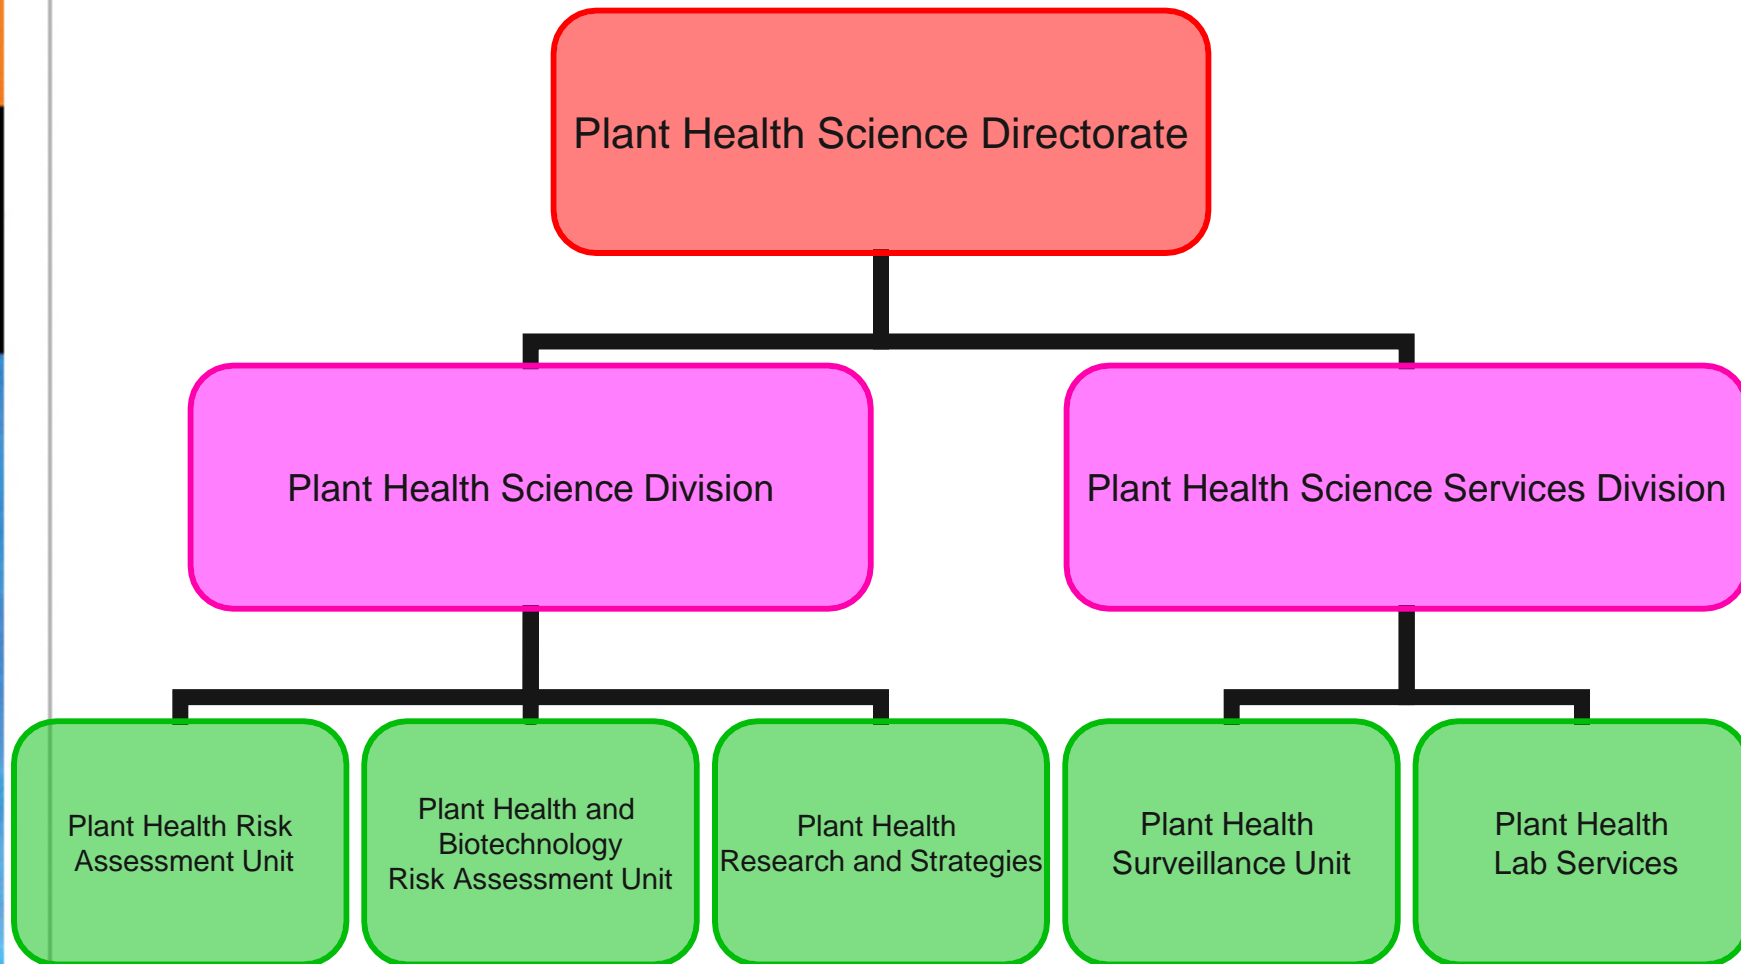 Plant Health Science Directorate
Plant Health Science Division
Plant Health Science Services Division
Plant Health Risk
Assessment Unit
Plant Health and
Biotechnology
Risk Assessment Unit
Plant Health
Research and Strategies
Plant Health
Surveillance Unit
Plant Health
Lab Services